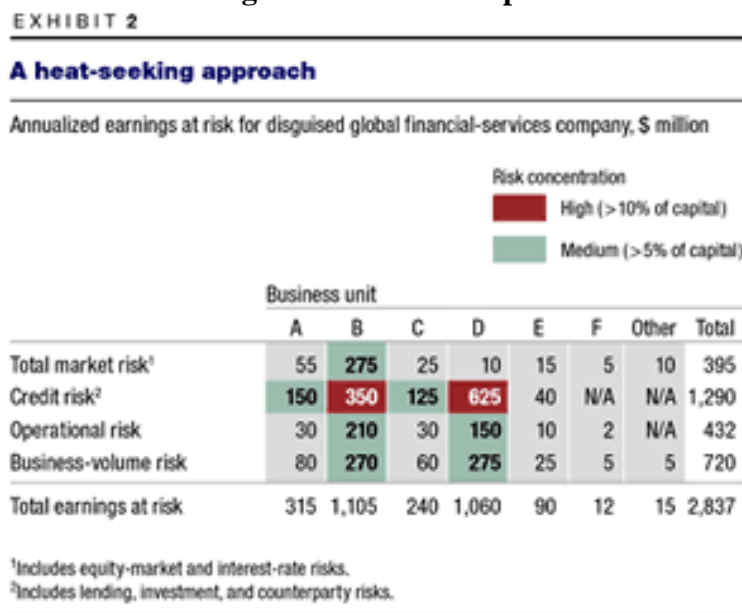 EXHIBIT 2
A heat-seeking approach
Annualized earnings at risk for disguised global financial-services company, $ million
Risk concentration
High (>10% of capital)
Medium (>5% of capital)
Business unit
A B C D E F Other Total
Total market risk¹ 55 275 25 10 15 5 10 395
Credit risk² 150 350 125 625 40 N/A N/A 1,290
Operational risk 30 210 30 150 10 2 N/A 432
Business-volume risk 80 270 60 275 25 5 5 720
Total earnings at risk 315 1,105 240 1,060 90 12 15 2,837
¹Includes equity-market and interest-rate risks.
²Includes lending, investment, and counterparty risks.